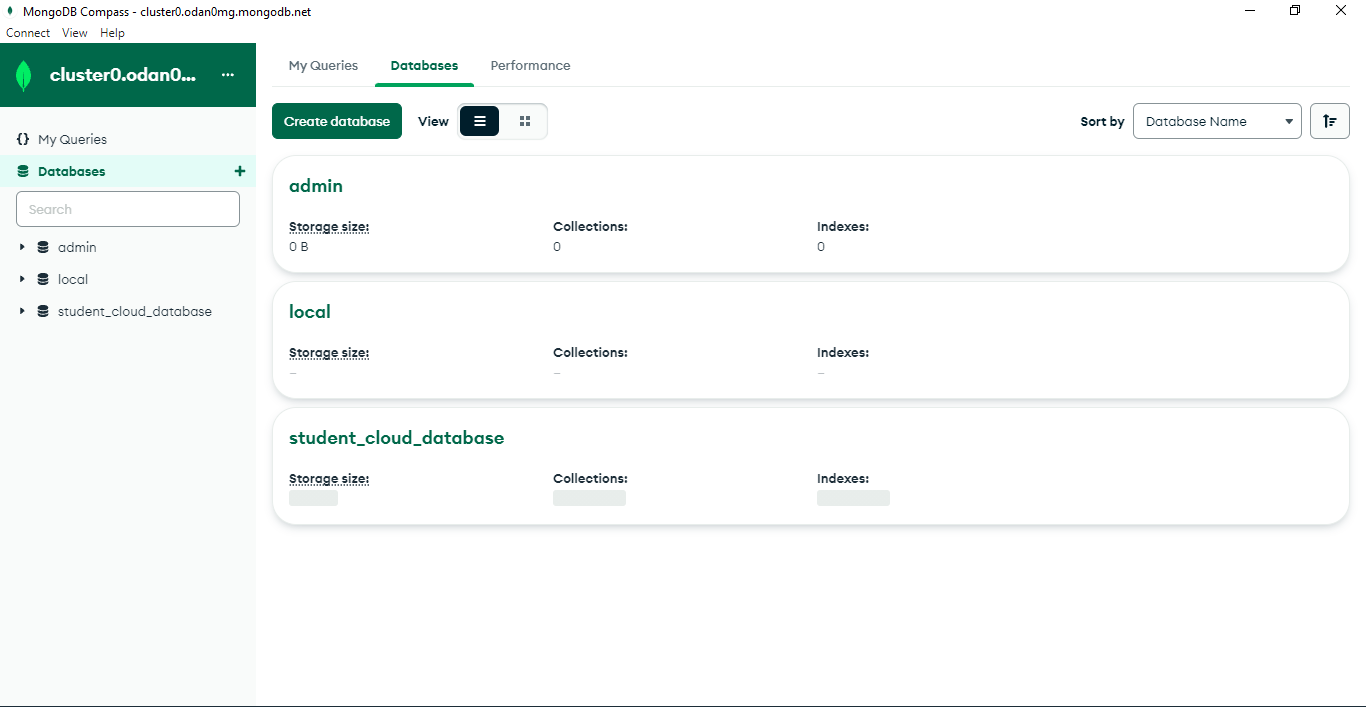 MongoDB Compass - cluster0.odan0mg.mongodb.net
Connect View Help
cluster0.odan0... ...
My Queries Databases Performance
Create database View Sort by Database Name
{} My Queries
Databases +
Search
admin
local
student_cloud_database
admin
Storage size: Collections: Indexes:
0 B 0 0
local
Storage size: Collections: Indexes:
– – –
student_cloud_database
Storage size: Collections: Indexes: